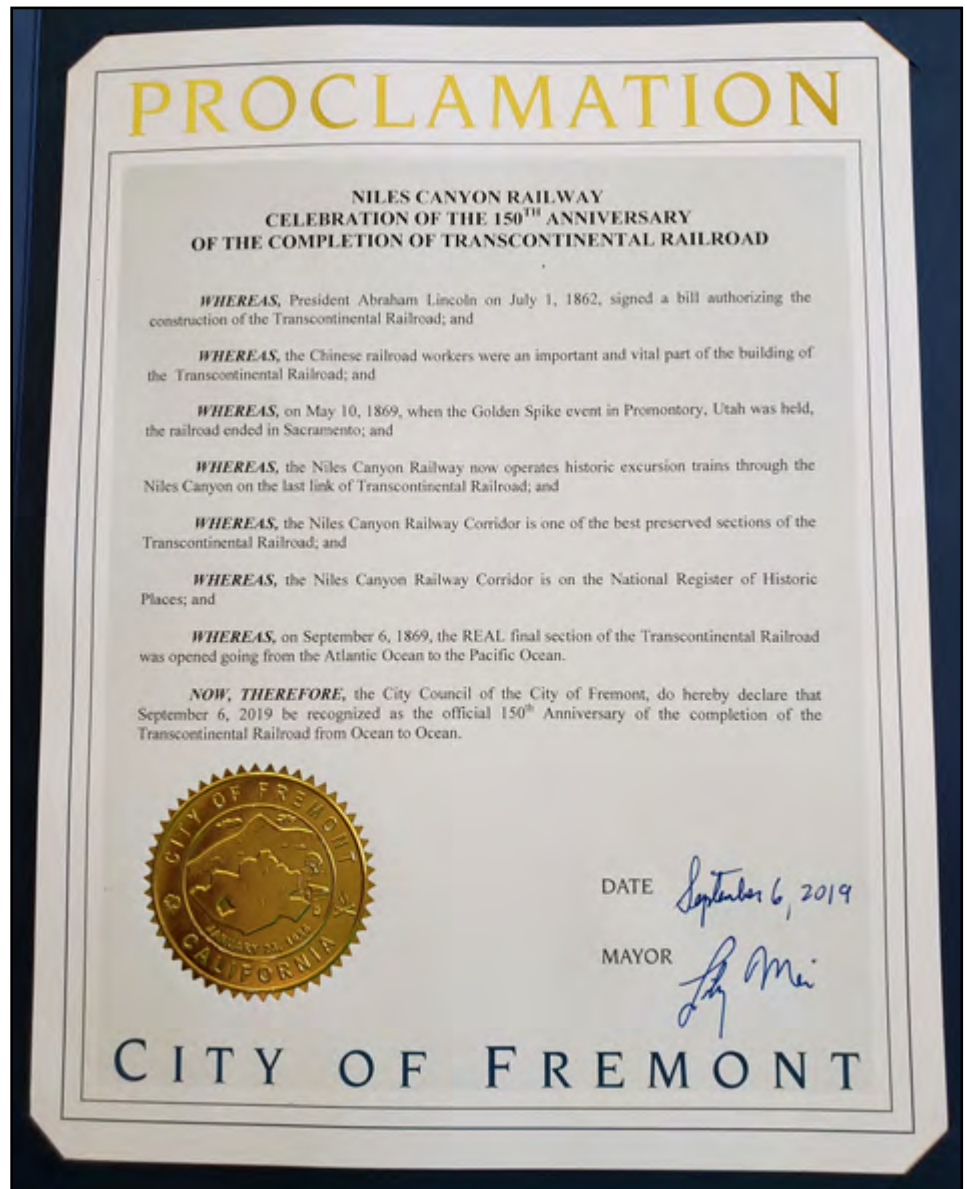 PROCLAMATION
NILES CANYON RAILWAY
CELEBRATION OF THE 150TH ANNIVERSARY
OF THE COMPLETION OF TRANSCONTINENTAL RAILROAD
WHEREAS, President Abraham Lincoln on July 1, 1862, signed a bill authorizing the
construction of the Transcontinental Railroad; and
WHEREAS, the Chinese railroad workers were an important and vital part of the building of
the Transcontinental Railroad; and
WHEREAS, on May 10, 1869, when the Golden Spike event in Promontory, Utah was held,
the railroad ended in Sacramento; and
WHEREAS, the Niles Canyon Railway now operates historic excursion trains through the
Niles Canyon on the last link of Transcontinental Railroad; and
WHEREAS, the Niles Canyon Railway Corridor is one of the best preserved sections of the
Transcontinental Railroad; and
WHEREAS, the Niles Canyon Railway Corridor is on the National Register of Historic
Places; and
WHEREAS, on September 6, 1869, the REAL final section of the Transcontinental Railroad
was opened going from the Atlantic Ocean to the Pacific Ocean.
NOW, THEREFORE, the City Council of the City of Fremont, do hereby declare that
September 6, 2019 be recognized as the official 150th Anniversary of the completion of the
Transcontinental Railroad from Ocean to Ocean.
CITY OF FREMONT
JANUARY 23, 1956
CALIFORNIA
DATE September 6, 2019
MAYOR Lily Mei
CITY OF FREMONT